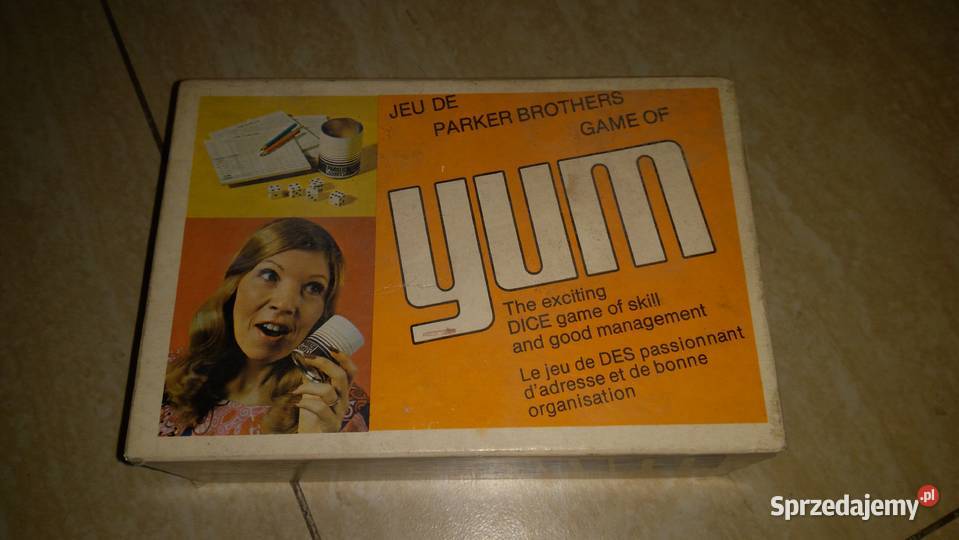 JEU DE
PARKER BROTHERS
GAME OF
yum
The exciting
DICE game of skill
and good management
Le jeu de DES passionnant
d'adresse et de bonne
organisation
Sprzedajemy.pl